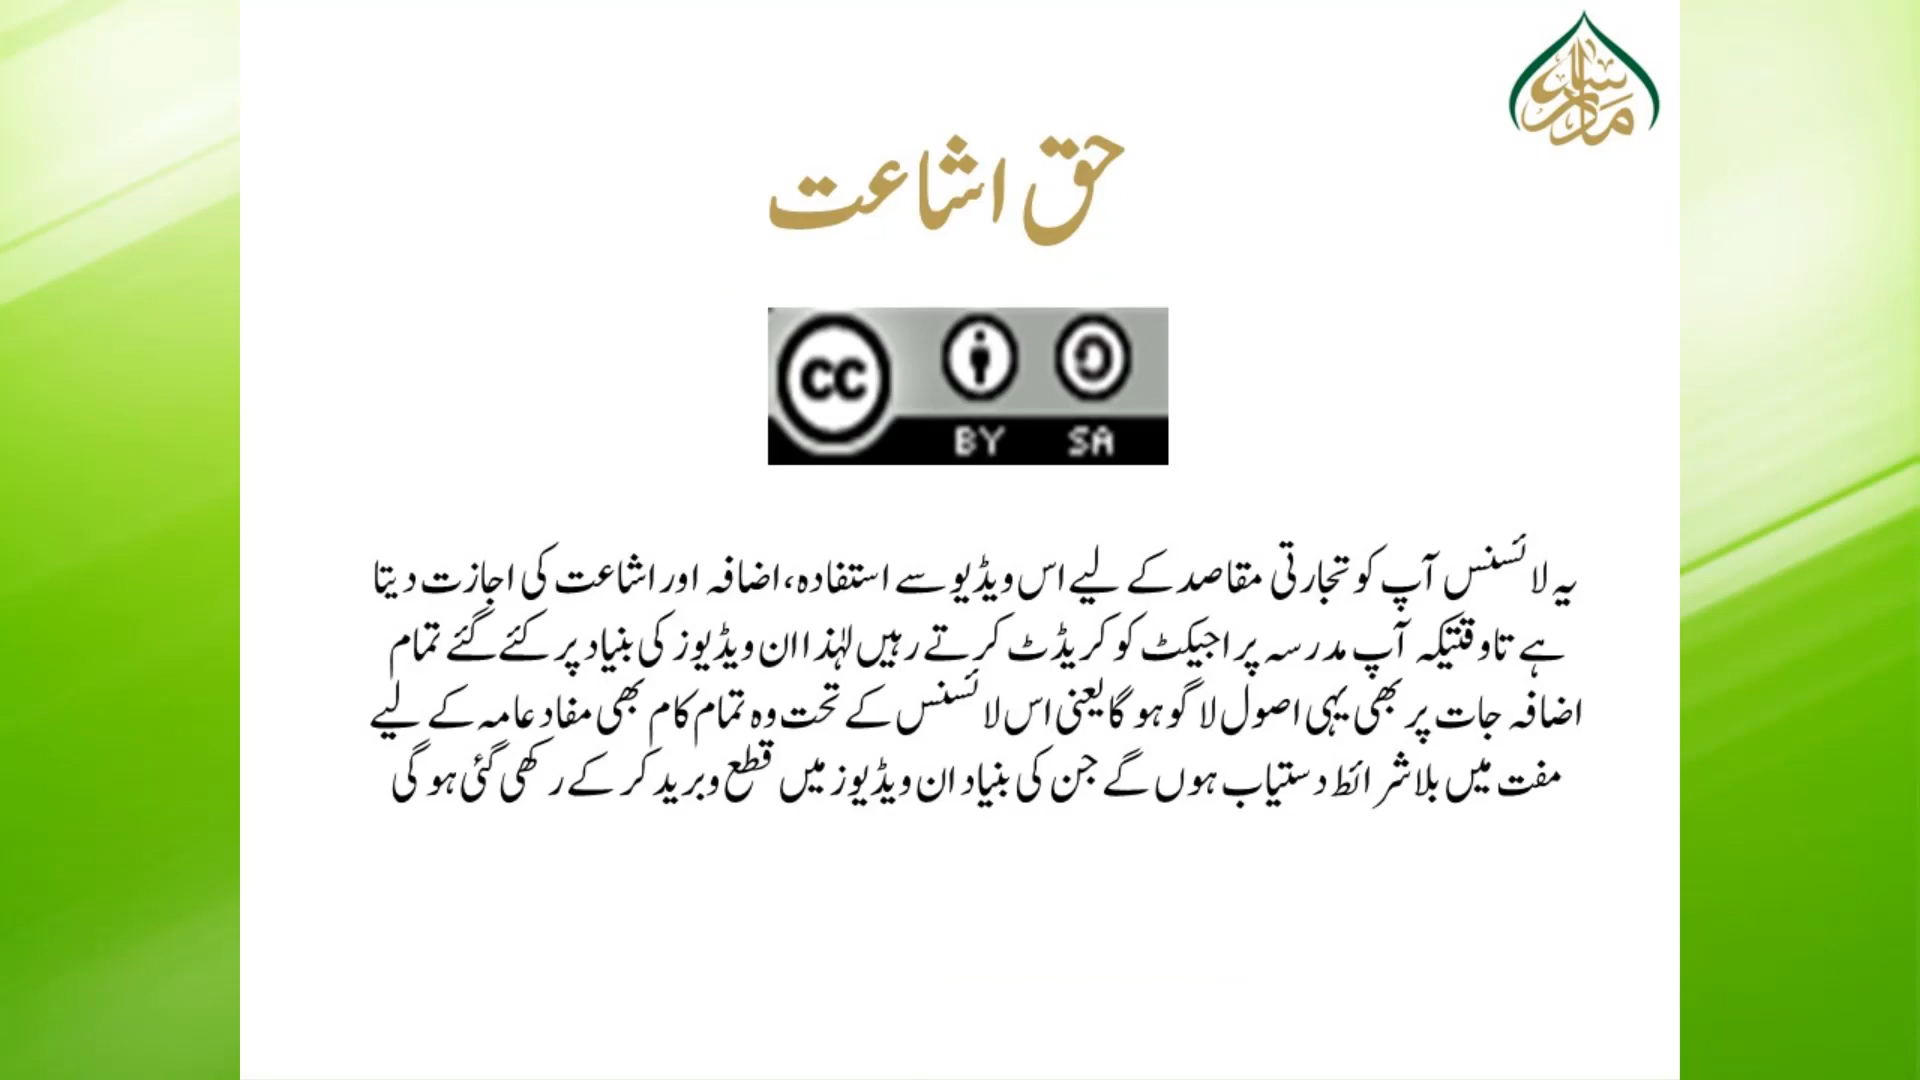 مدرسہ
حق اشاعت
cc
BY SA
یہ لائسنس آپ کو تجارتی مقاصد کے لیے اس ویڈیو سے استفادہ، اضافہ اور اشاعت کی اجازت دیتا
ہے تاوقتیکہ آپ مدرسہ پراجیکٹ کو کریڈٹ کرتے رہیں لہٰذا ان ویڈیوز کی بنیاد پر کئے گئے تمام
اضافہ جات پر بھی یہی اصول لاگو ہو گا یعنی اس لائسنس کے تحت وہ تمام کام بھی مفاد عامہ کے لیے
مفت میں بلا شرائط دستیاب ہوں گے جن کی بنیاد ان ویڈیوز میں قطع و برید کر کے رکھی گئی ہو گی